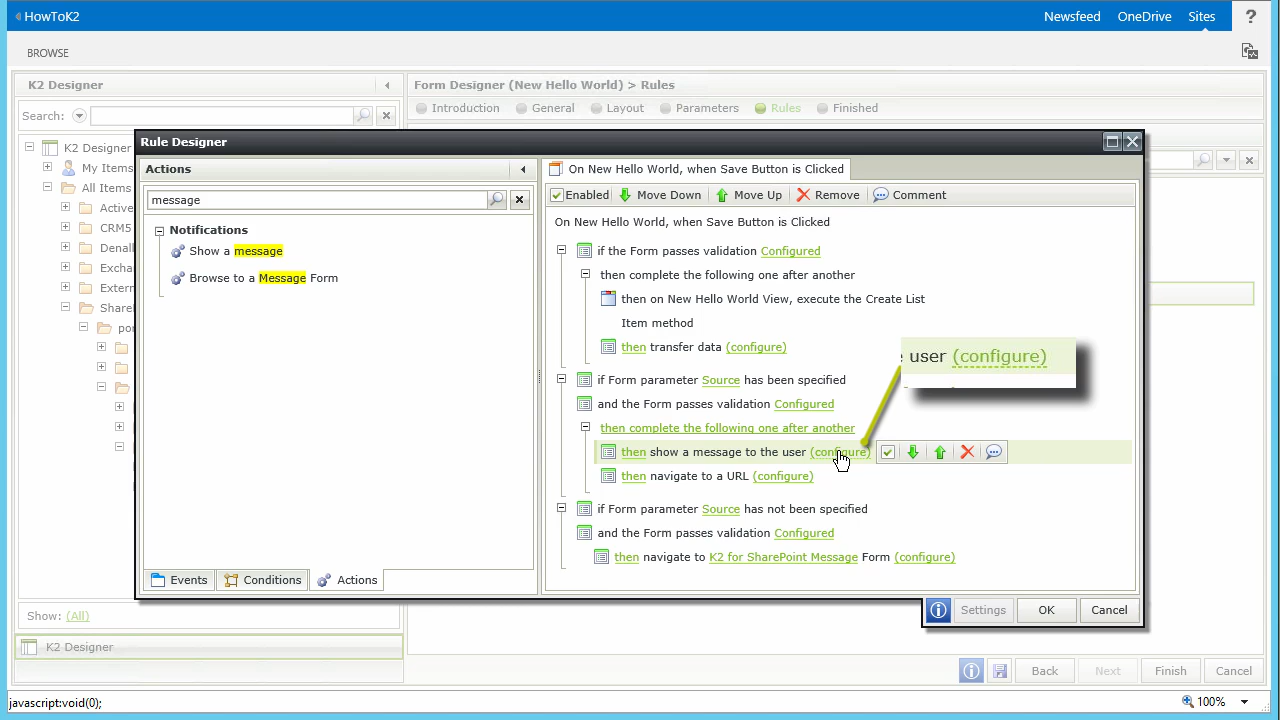 HowToK2
Newsfeed OneDrive Sites ?
BROWSE
K2 Designer
Form Designer (New Hello World) > Rules
Search:
Introduction General Layout Parameters Rules Finished
K2 Designer
My Items
All Items
Active
CRM5
Denall
Excha
Extern
Share
po
Rule Designer
Actions
message
Notifications
Show a message
Browse to a Message Form
On New Hello World, when Save Button is Clicked
Enabled Move Down Move Up Remove Comment
On New Hello World, when Save Button is Clicked
if the Form passes validation Configured
then complete the following one after another
then on New Hello World View, execute the Create List
Item method
then transfer data (configure)
user (configure)
if Form parameter Source has been specified
and the Form passes validation Configured
then complete the following one after another
then show a message to the user (configure)
then navigate to a URL (configure)
if Form parameter Source has not been specified
and the Form passes validation Configured
then navigate to K2 for SharePoint Message Form (configure)
Events Conditions Actions
Settings OK Cancel
Show: (All)
K2 Designer
Back Next Finish Cancel
javascript:void(0);
100%